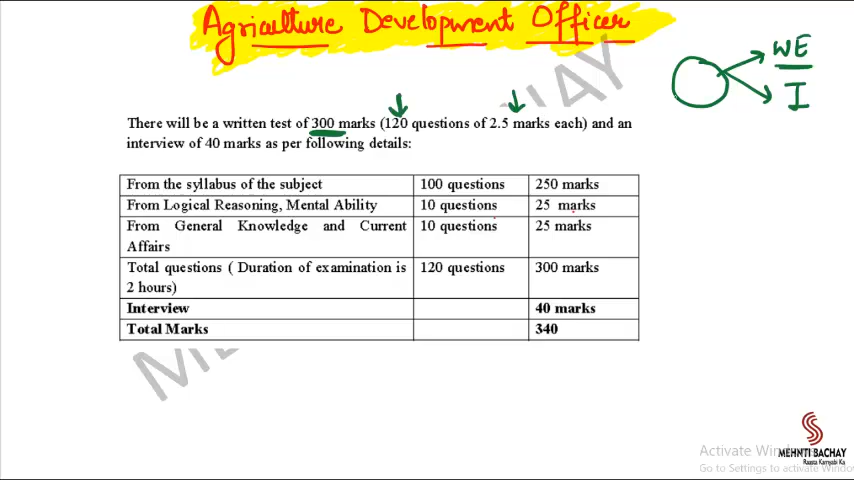 Agriculture Development Officer
WE
I
There will be a written test of 300 marks (120 questions of 2.5 marks each) and an
interview of 40 marks as per following details:
From the syllabus of the subject 100 questions 250 marks
From Logical Reasoning, Mental Ability 10 questions 25 marks
From General Knowledge and Current 10 questions 25 marks
Affairs
Total questions ( Duration of examination is 120 questions 300 marks
2 hours)
Interview 40 marks
Total Marks 340
MEHNTI BACHAY
Raasta Kamyabi Ka
Activate Wind
Go to Settings to activate Windo